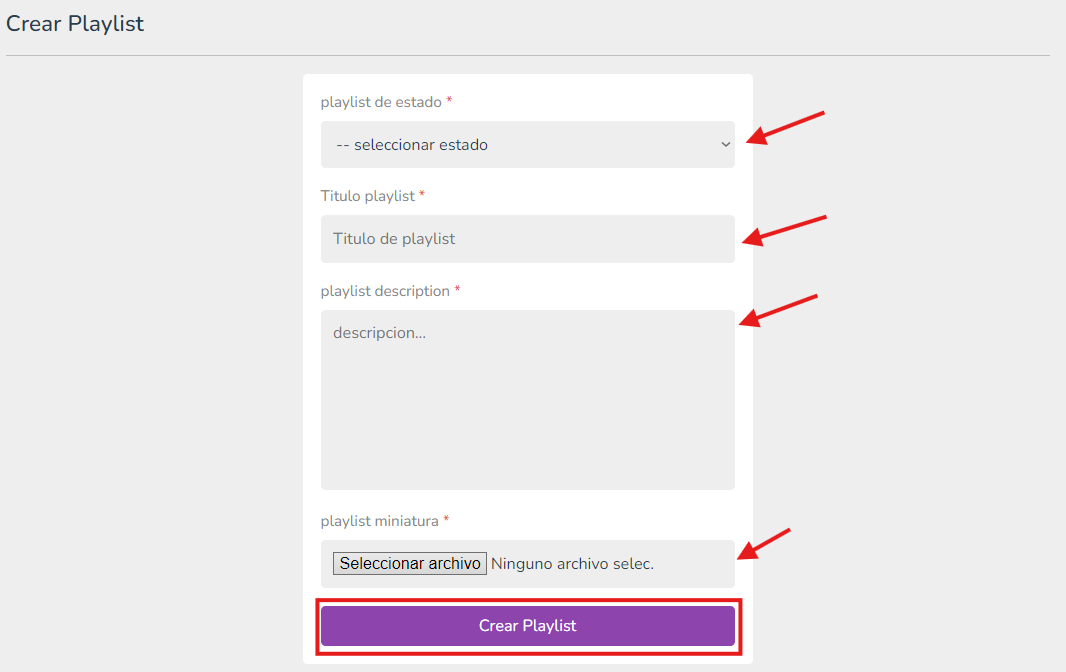 Crear Playlist
playlist de estado *
-- seleccionar estado
Titulo playlist *
Titulo de playlist
playlist description *
descripcion...
playlist miniatura *
Seleccionar archivo Ninguno archivo selec.
Crear Playlist